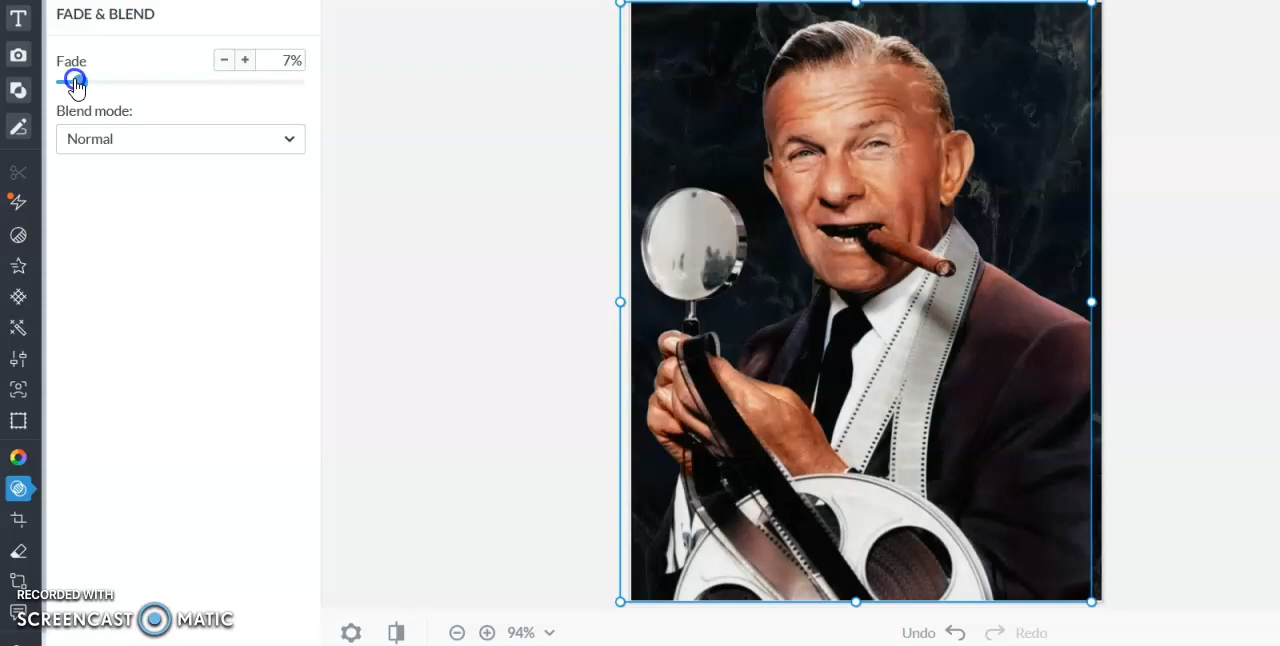 FADE & BLEND
Fade
7%
Blend mode:
Normal
RECORDED WITH
SCREENCAST MATIC
94%
Undo
Redo